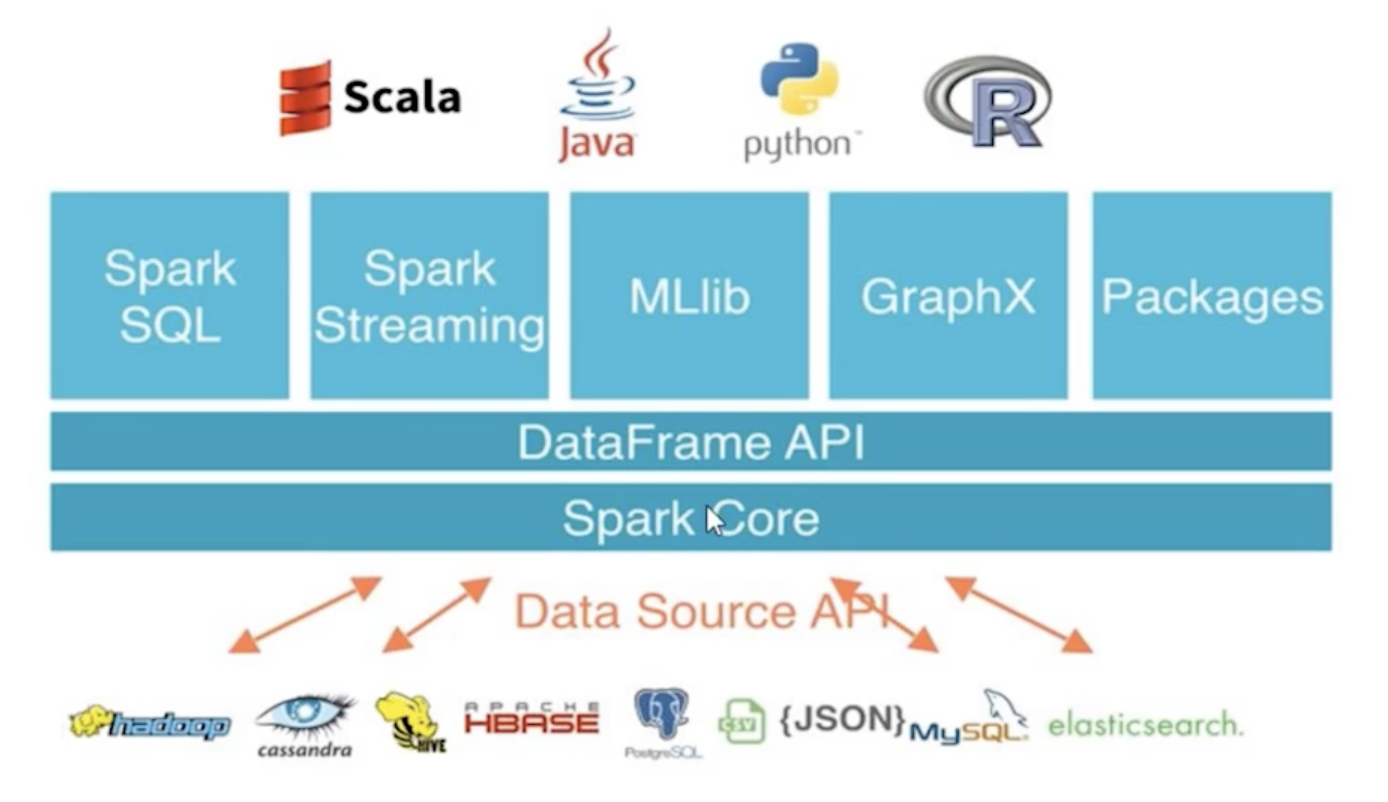 Scala
Java
python™
R
Spark
SQL
Spark
Streaming
MLlib
GraphX
Packages
DataFrame API
Spark Core
Data Source API
hadoop
cassandra
HIVE
APACHE
HBASE
PostgreSQL
CSV
{JSON}
MySQL
elasticsearch.